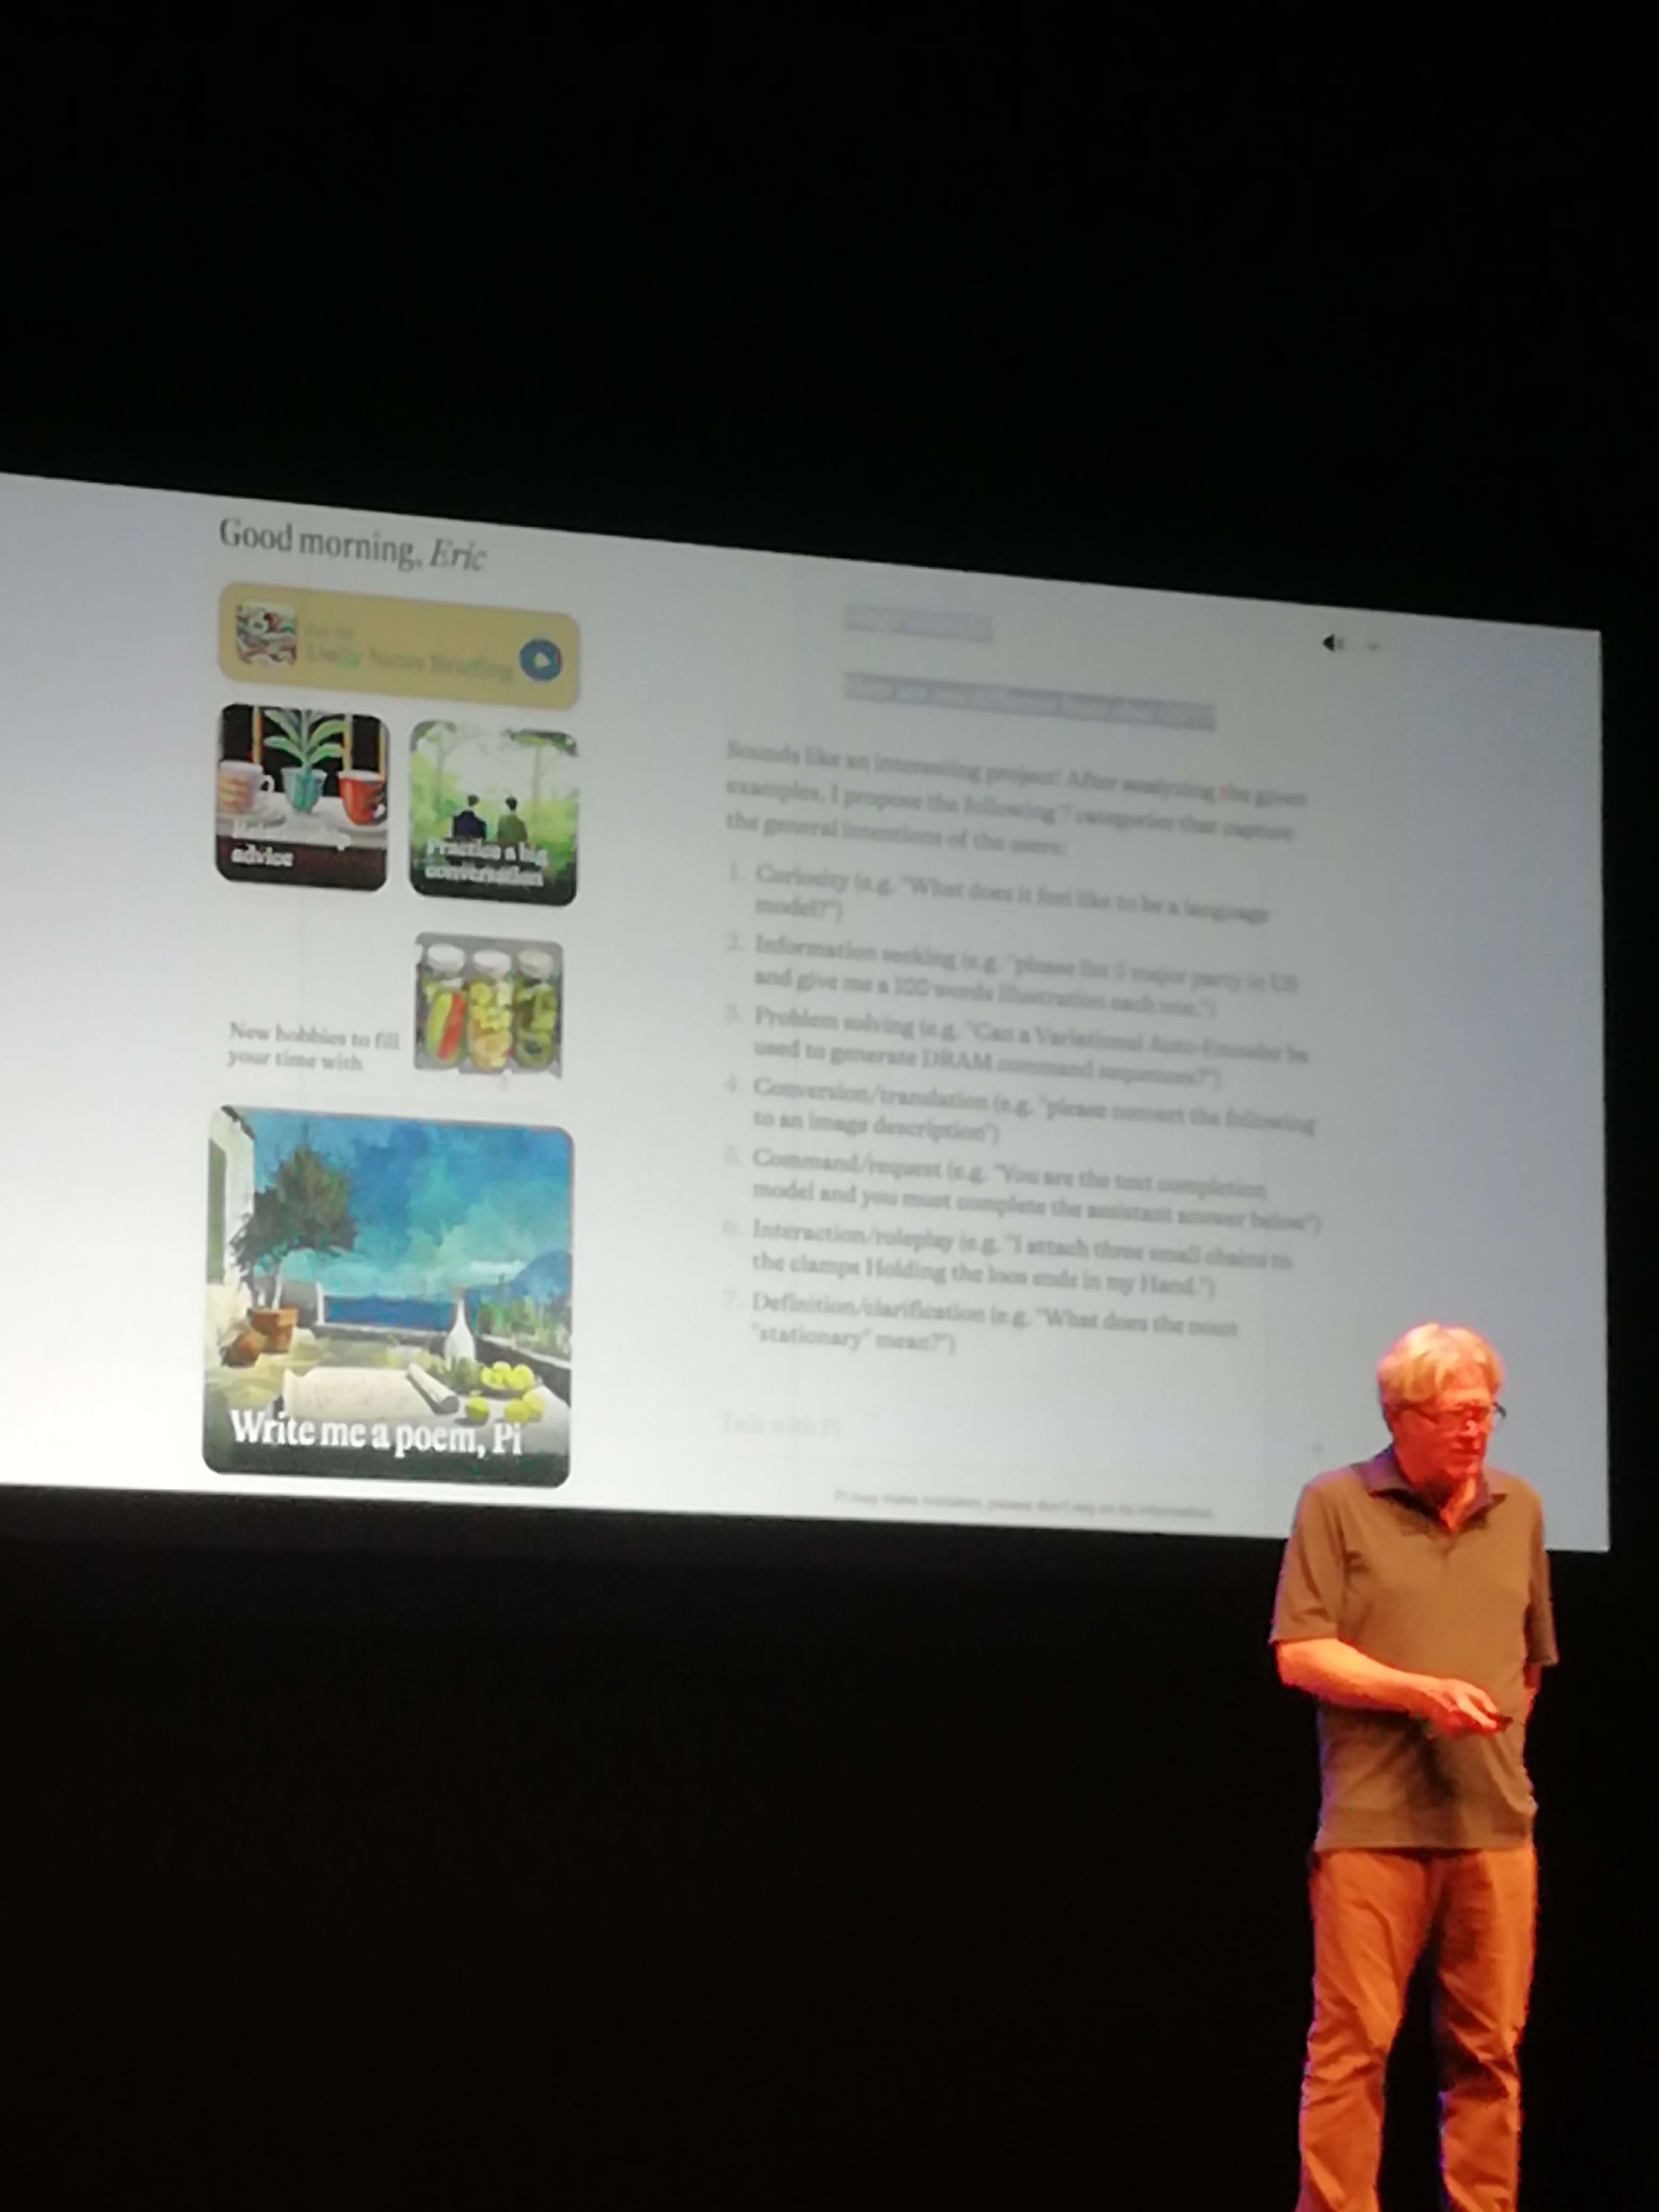 Good morning, Eric
Daily News Briefing
advice
Practice a big
conversation
New hobbies to fill
your time with
Write me a poem, Pi
Sounds like an interesting project! After analyzing the given
examples, I propose the following 7 categories that capture
the general intentions of the users:
1. Curiosity (e.g. "What does it feel like to be a language
model?")
2. Information seeking (e.g. "please list 5 major party in US
and give me a 100 words illustration each one.")
3. Problem solving (e.g. "Can a Variational Auto-Encoder be
used to generate DRAM command sequences?")
4. Conversion/translation (e.g. "please convert the following
to an image description")
5. Command/request (e.g. "You are the text completion
model and you must complete the assistant answer below")
6. Interaction/roleplay (e.g. "I attach three small chains to
the clamps Holding the loos ends in my Hand.")
7. Definition/clarification (e.g. "What does the noun
"stationary" mean?")
Talk with Pi
Pi may make mistakes, please don't rely on its information.